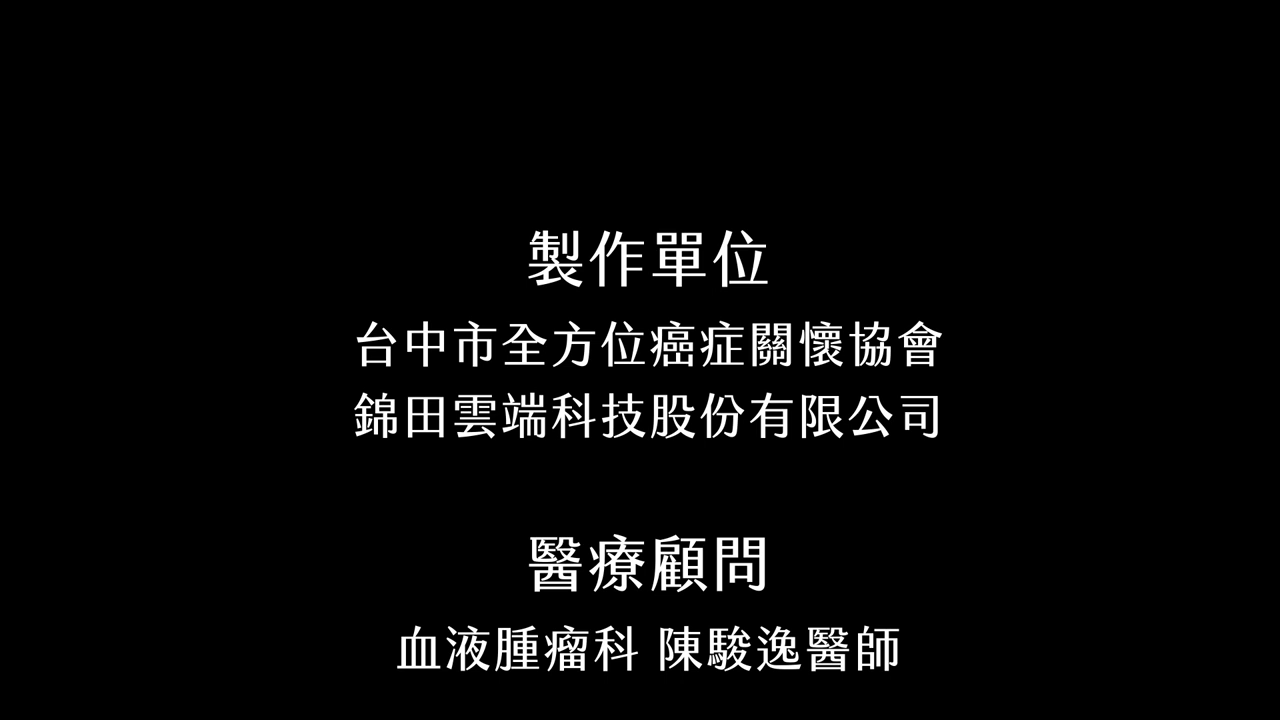 製作單位
台中市全方位癌症關懷協會
錦田雲端科技股份有限公司
醫療顧問
血液腫瘤科 陳駿逸醫師